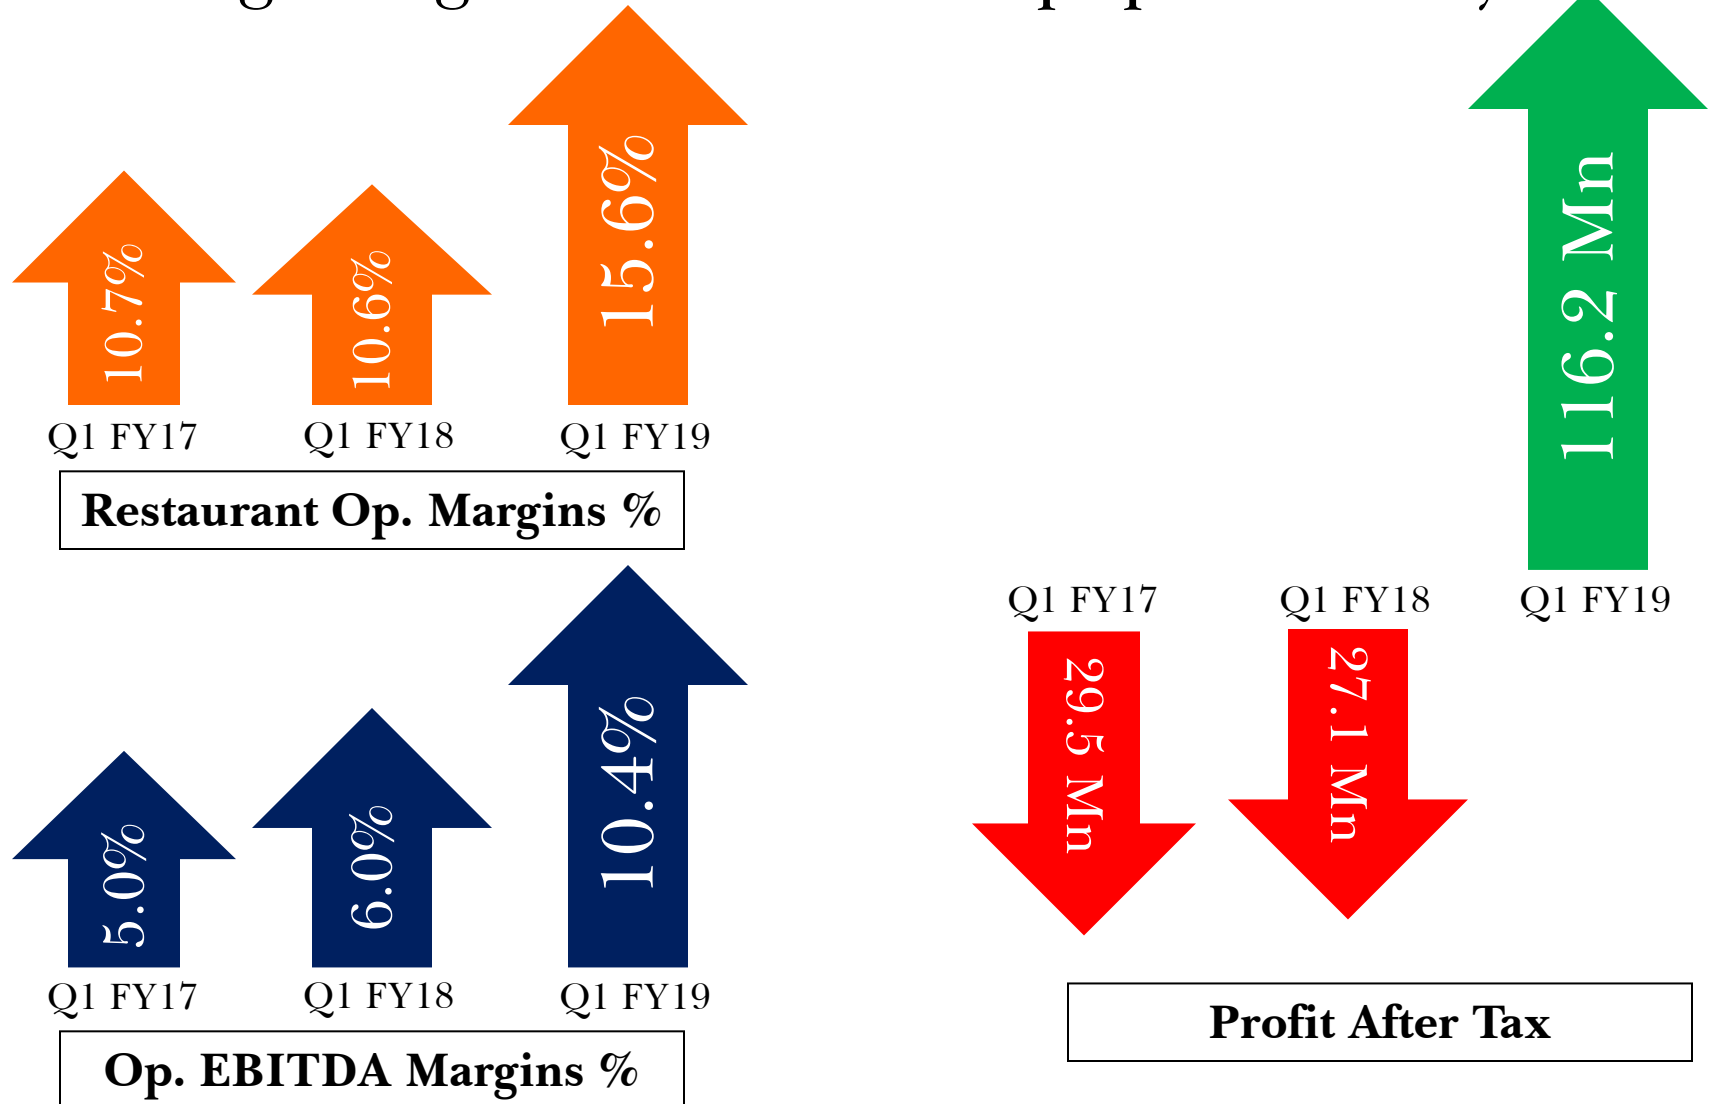 10.7%
10.6%
15.6%
Q1 FY17
Q1 FY18
Q1 FY19
Restaurant Op. Margins %
5.0%
6.0%
10.4%
Q1 FY17
Q1 FY18
Q1 FY19
Op. EBITDA Margins %
116.2 Mn
Q1 FY17
Q1 FY18
Q1 FY19
29.5 Mn
27.1 Mn
Profit After Tax